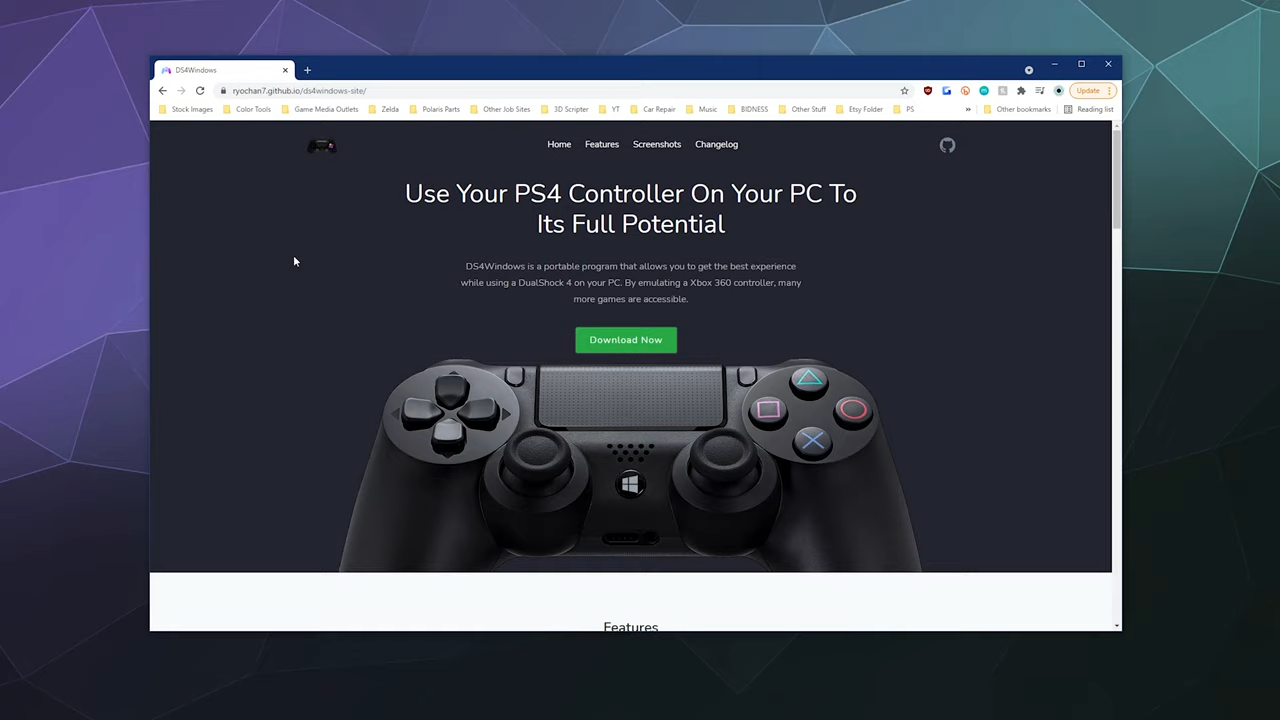 DS4Windows
ryochan7.github.io/ds4windows-site/
Update
Stock Images Color Tools Game Media Outlets Zelda Polaris Parts Other Job Sites 3D Scripter YT Car Repair Music BIDNESS Other Stuff Etsy Folder PS » Other bookmarks Reading list
Home Features Screenshots Changelog
Use Your PS4 Controller On Your PC To
Its Full Potential
DS4Windows is a portable program that allows you to get the best experience
while using a DualShock 4 on your PC. By emulating a Xbox 360 controller, many
more games are accessible.
Download Now
Features